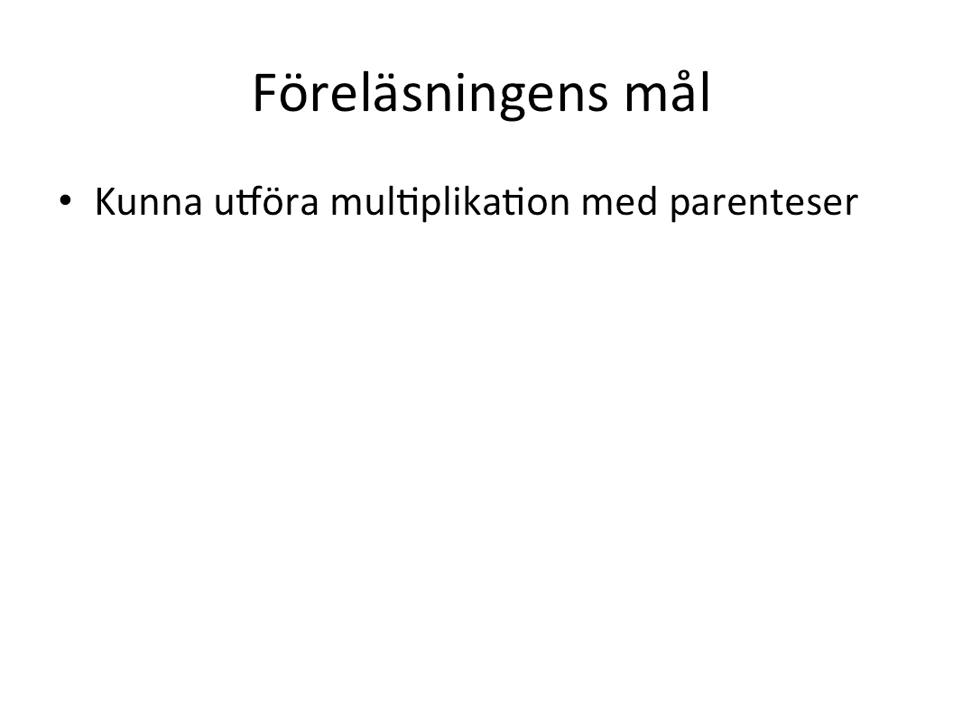 Föreläsningens mål
• Kunna utföra multiplikation med parenteser